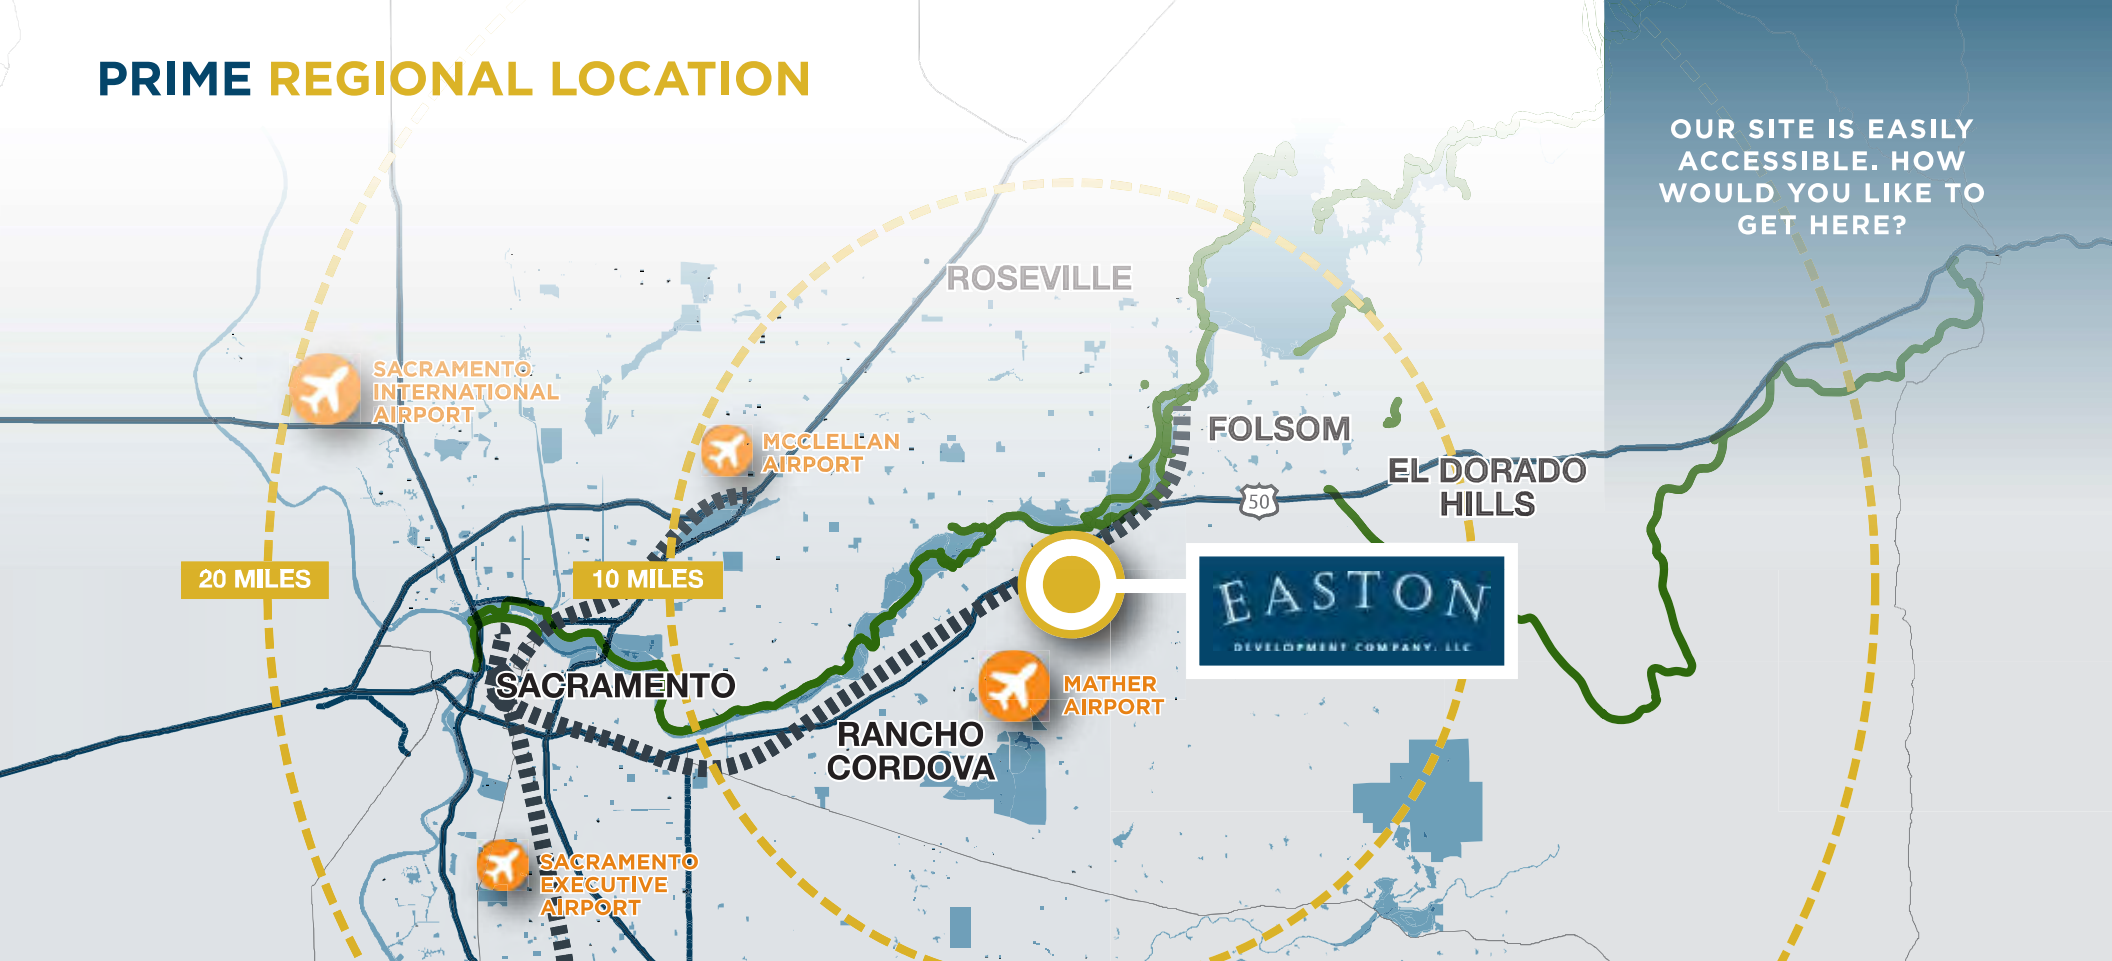 PRIME REGIONAL LOCATION
OUR SITE IS EASILY
ACCESSIBLE. HOW
WOULD YOU LIKE TO
GET HERE?
ROSEVILLE
SACRAMENTO
INTERNATIONAL
AIRPORT
MCCLELLAN
AIRPORT
FOLSOM
EL DORADO
HILLS
50
20 MILES
10 MILES
EASTON
DEVELOPMENT COMPANY, LLC
SACRAMENTO
MATHER
AIRPORT
RANCHO
CORDOVA
SACRAMENTO
EXECUTIVE
AIRPORT